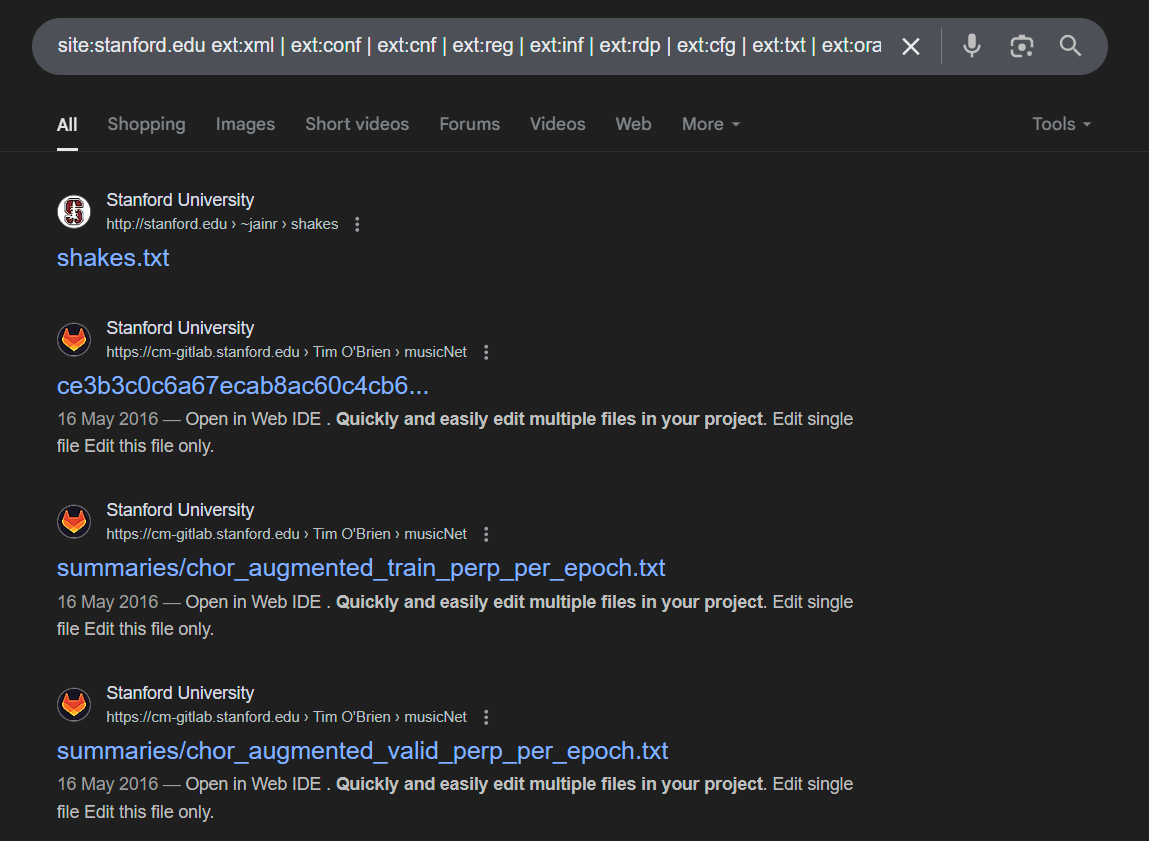 site:stanford.edu ext:xml | ext:conf | ext:cnf | ext:reg | ext:inf | ext:rdp | ext:cfg | ext:txt | ext:ora
All Shopping Images Short videos Forums Videos Web More Tools
Stanford University
http://stanford.edu › ~jainr › shakes
shakes.txt
Stanford University
https://cm-gitlab.stanford.edu › Tim O'Brien › musicNet
ce3b3c0c6a67ecab8ac60c4cb6...
16 May 2016 — Open in Web IDE . Quickly and easily edit multiple files in your project. Edit single
file Edit this file only.
Stanford University
https://cm-gitlab.stanford.edu › Tim O'Brien › musicNet
summaries/chor_augmented_train_perp_per_epoch.txt
16 May 2016 — Open in Web IDE . Quickly and easily edit multiple files in your project. Edit single
file Edit this file only.
Stanford University
https://cm-gitlab.stanford.edu › Tim O'Brien › musicNet
summaries/chor_augmented_valid_perp_per_epoch.txt
16 May 2016 — Open in Web IDE . Quickly and easily edit multiple files in your project. Edit single
file Edit this file only.